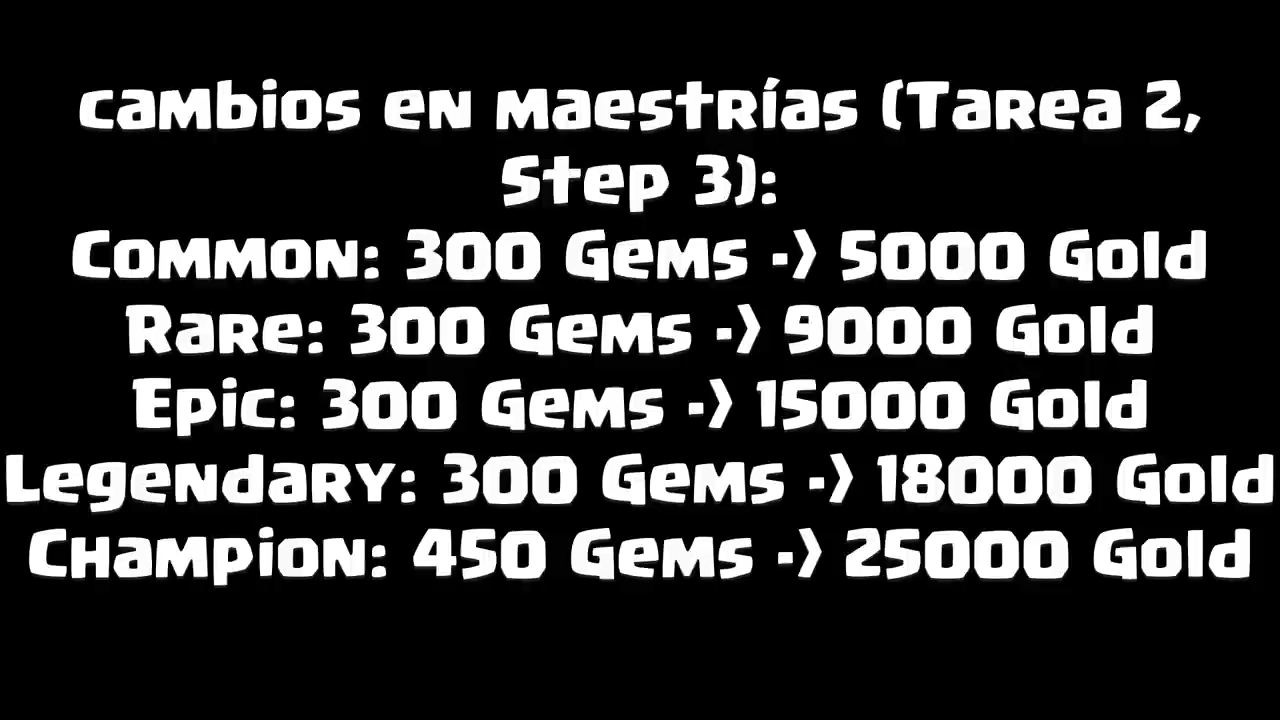 cambios en maestrías (Tarea 2,
Step 3):
Common: 300 Gems -> 5000 Gold
Rare: 300 Gems -> 9000 Gold
Epic: 300 Gems -> 15000 Gold
Legendary: 300 Gems -> 18000 Gold
Champion: 450 Gems -> 25000 Gold